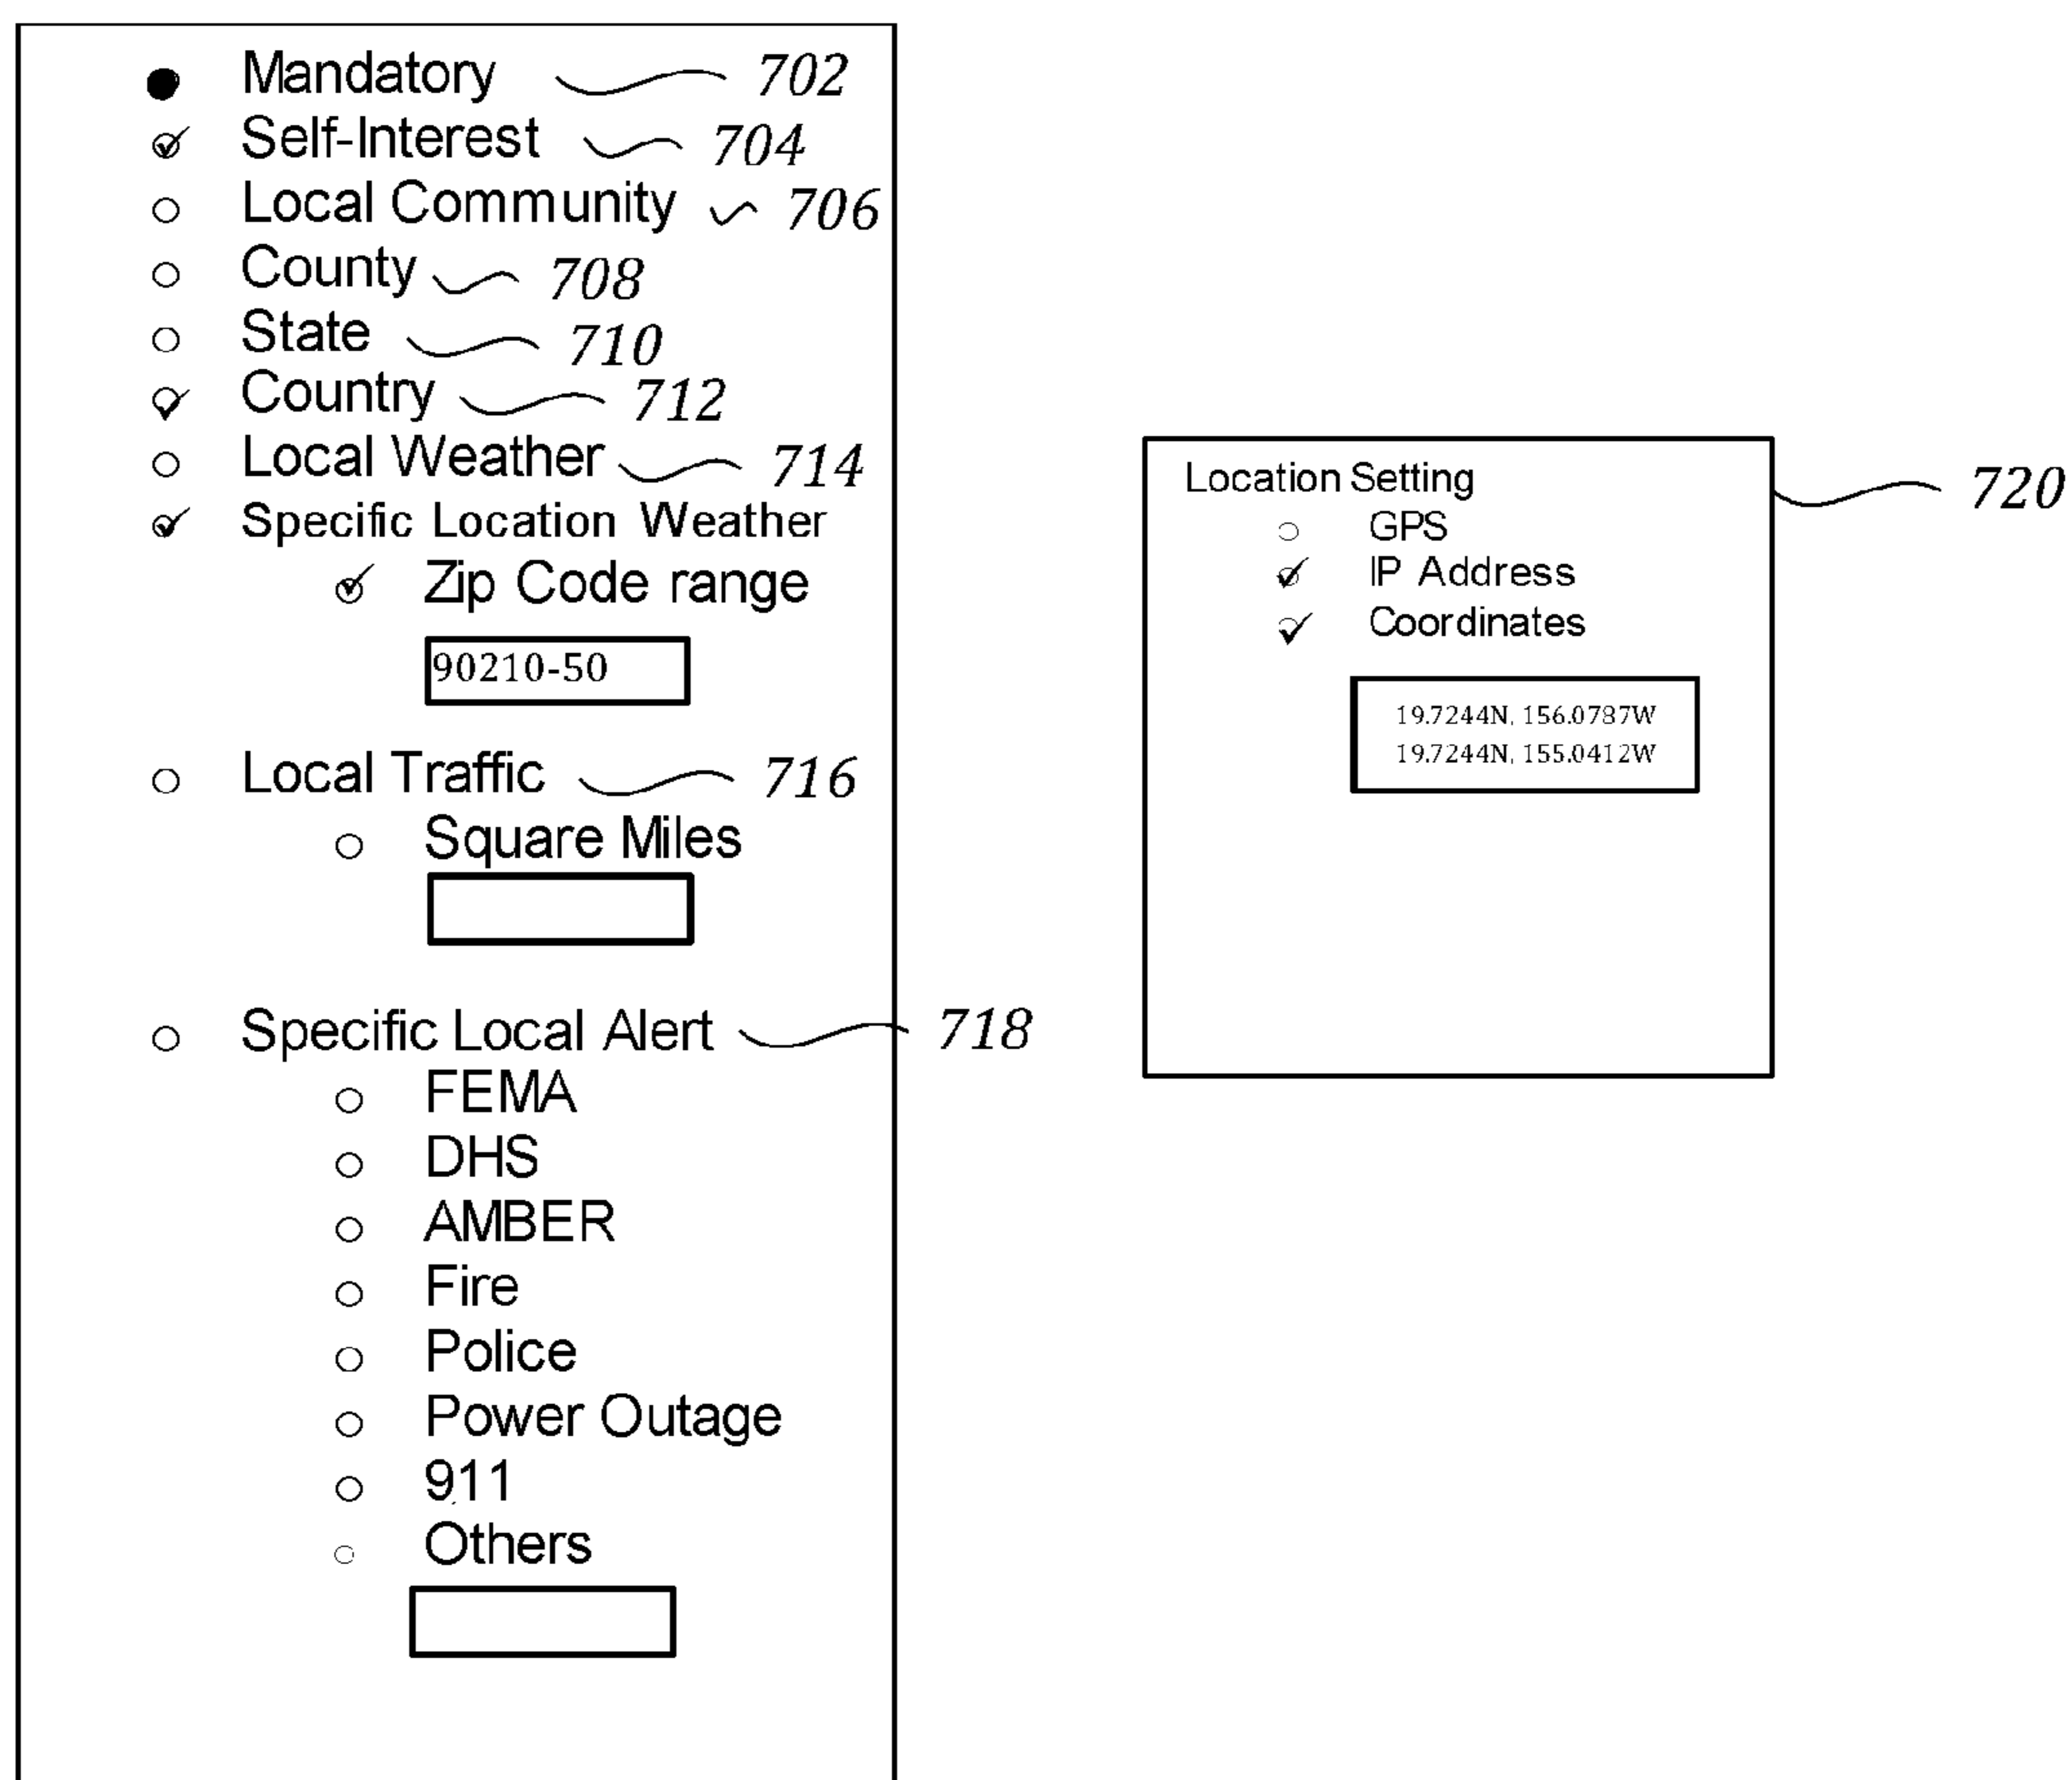 Mandatory 702
Self-Interest 704
Local Community 706
County 708
State 710
Country 712
Local Weather 714
Specific Location Weather
Zip Code range
90210-50
Local Traffic 716
Square Miles
Specific Local Alert 718
FEMA
DHS
AMBER
Fire
Police
Power Outage
911
Others
Location Setting 720
GPS
IP Address
Coordinates
19.7244N, 156.0787W
19.7244N, 155.0412W